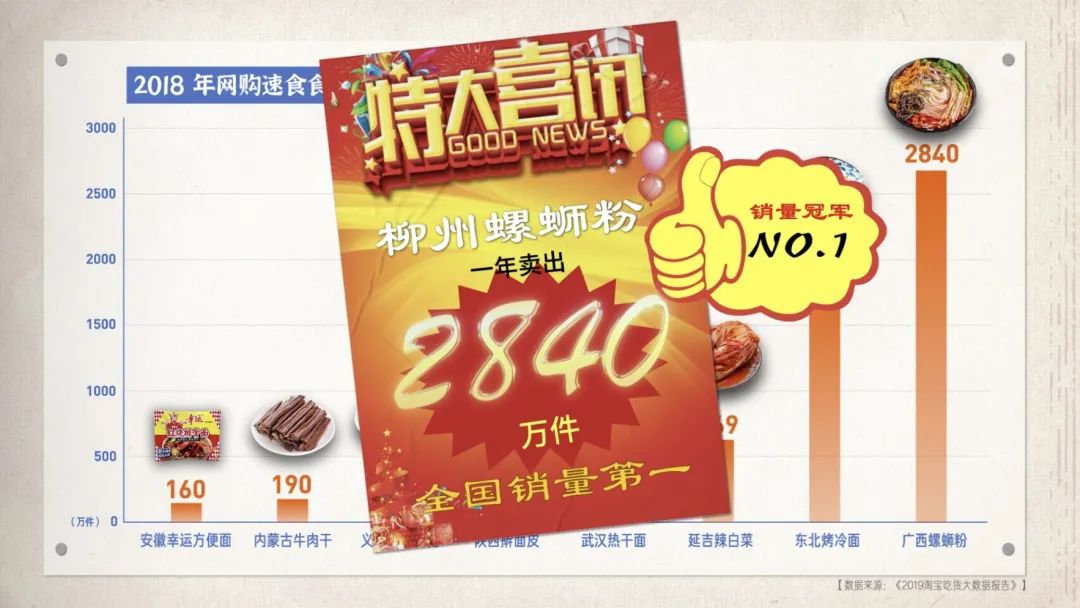 2018 年网购速食
特大喜讯
GOOD NEWS
柳州螺蛳粉
一年卖出
2840
万件
全国销量第一
销量冠军
NO.1
2840
3000
2500
2000
1500
1000
500
(万件) 0
160
190
69
安徽幸运方便面 内蒙古牛肉干 义 陕西擀面皮 武汉热干面 延吉辣白菜 东北烤冷面 广西螺蛳粉
【数据来源：《2019淘宝吃货大数据报告》】